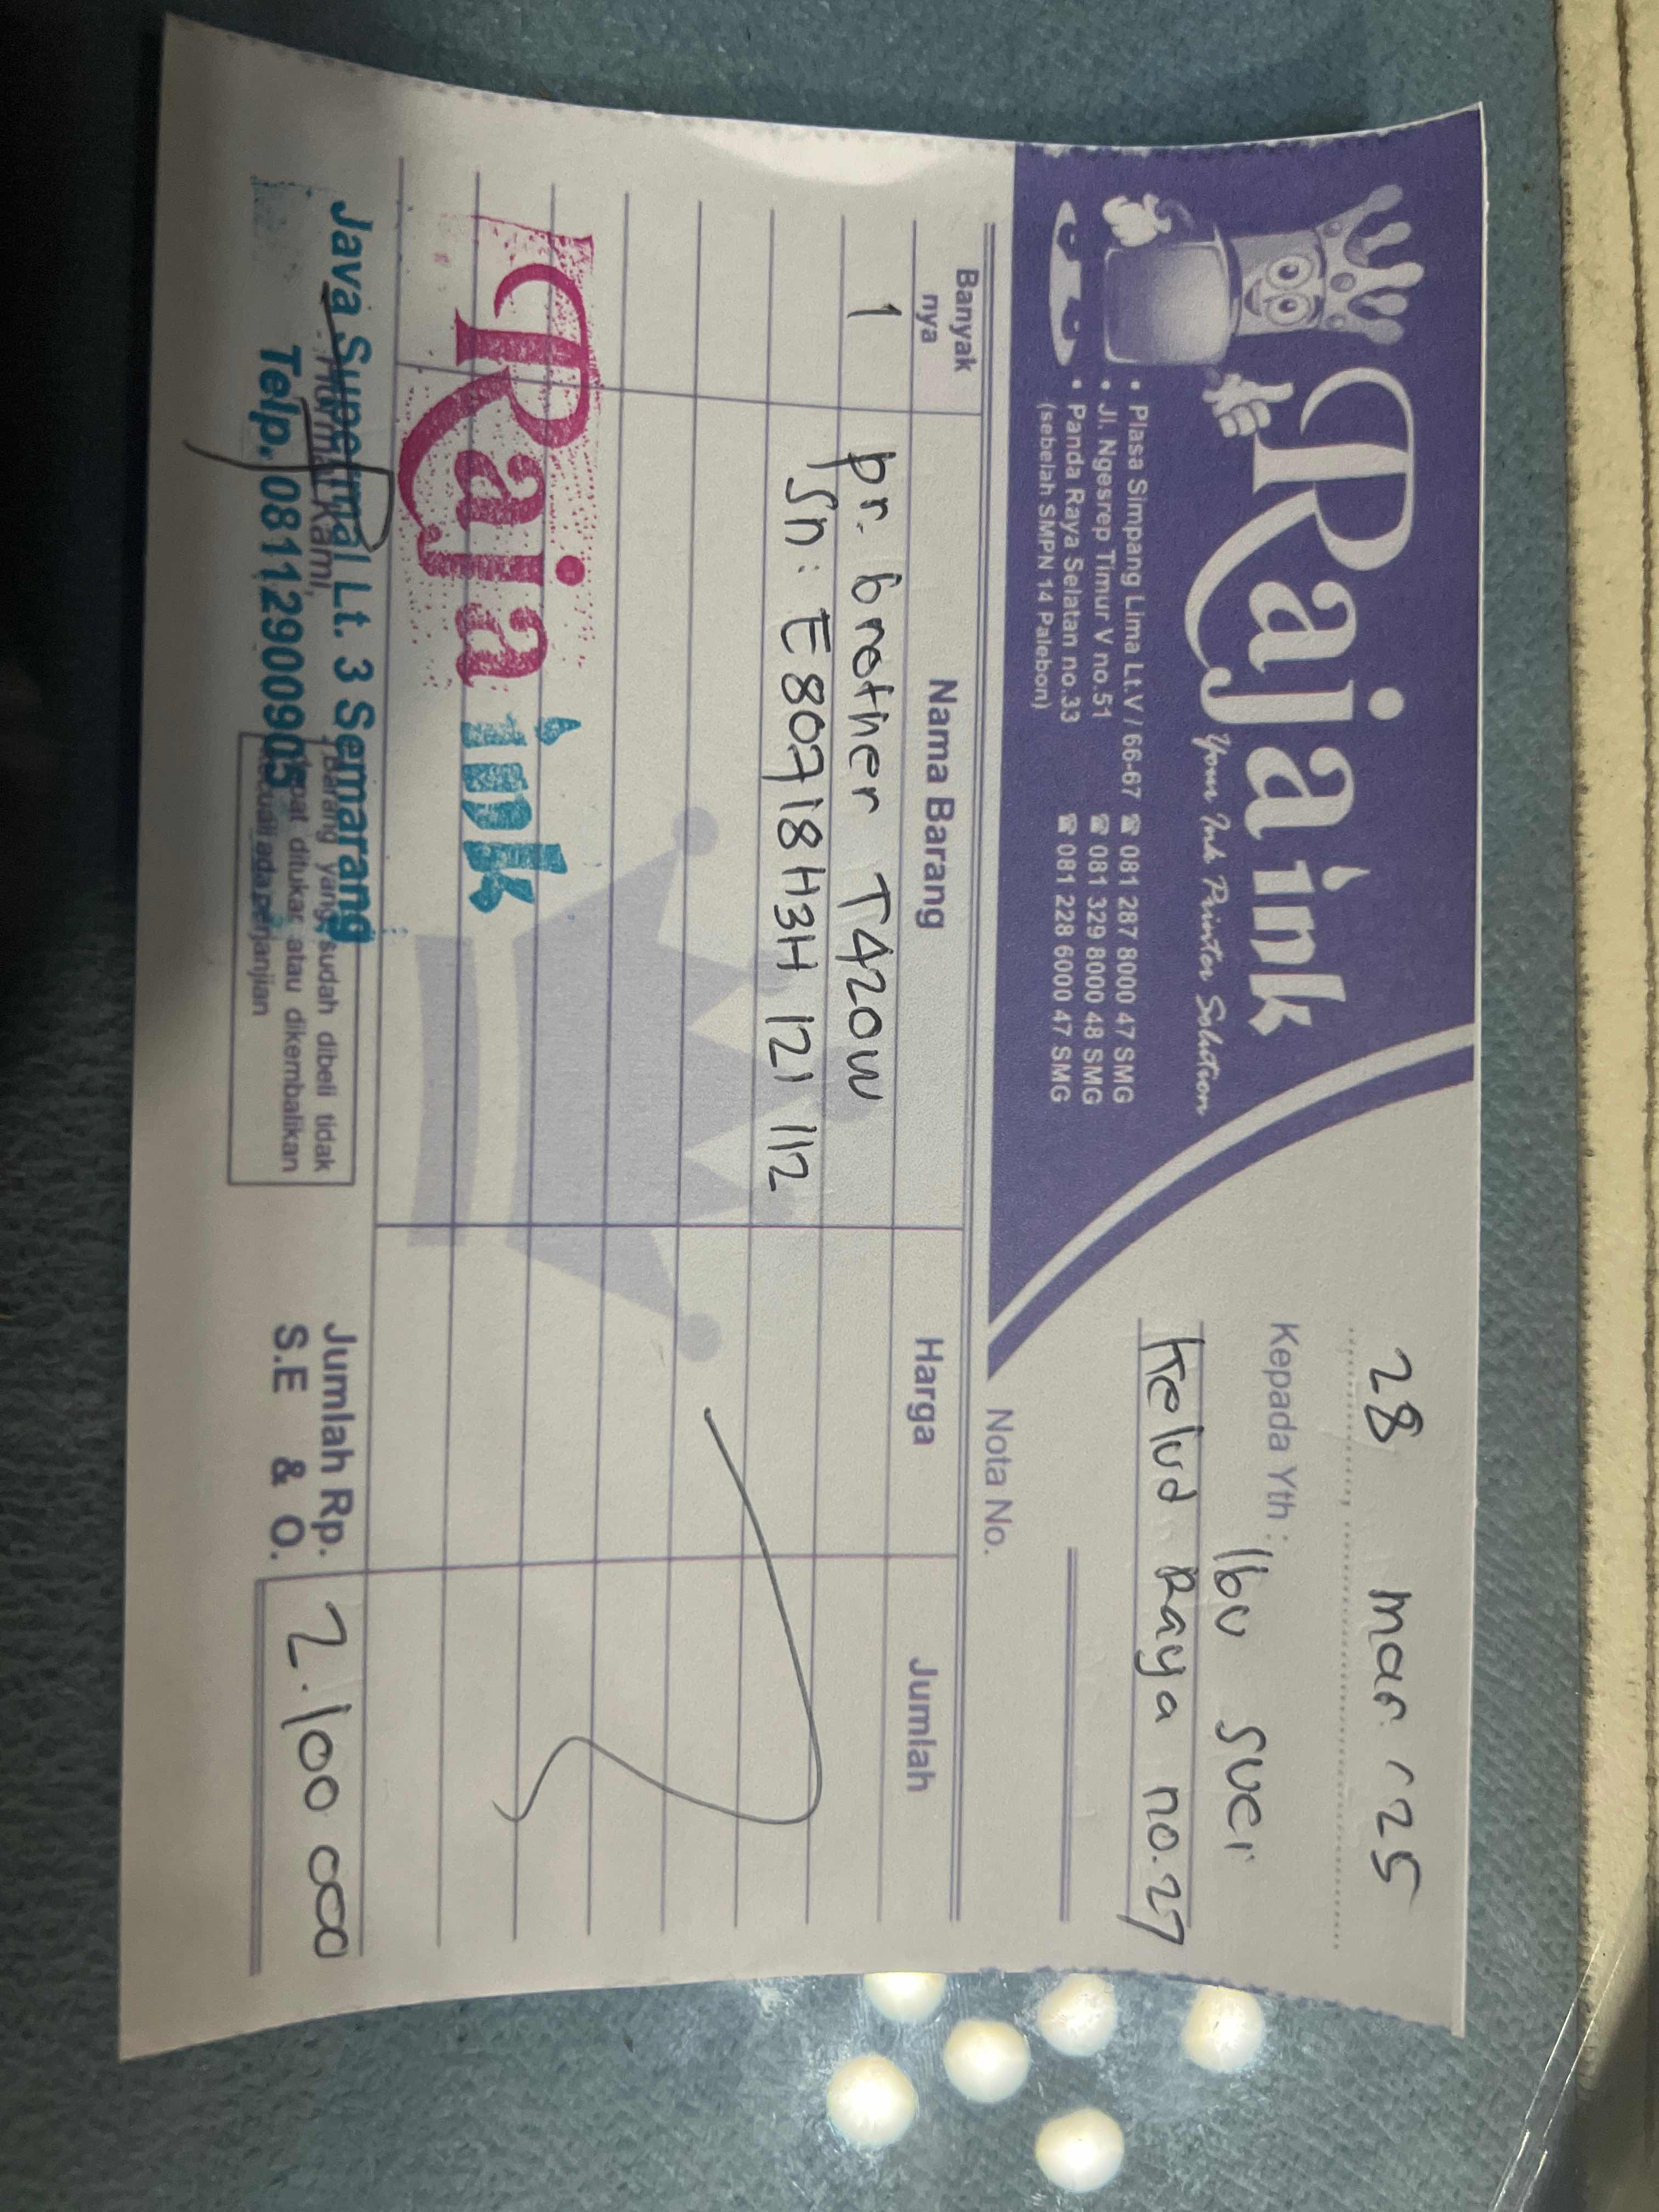 Raja ink
Your Ink Printer Solution
• Plasa Simpang Lima Lt.V / 66-67 ☎ 081 287 8000 47 SMG
• Jl. Ngesrep Timur V no.51 ☎ 081 329 8000 48 SMG
• Panda Raya Selatan no.33 ☎ 081 228 6000 47 SMG
(sebelah SMPN 14 Palebon)
28 , mar '25
Kepada Yth : Ibu Suci
Kelud Raya no.27
Nota No.
Banyak nya Nama Barang Harga Jumlah
1 pr. brother T420W
Sn : E80718H3H 121 112
Raja ink
Java Supermal Lt. 3 Semarang
Telp. 08112900905
Hormat Kami,
Barang yang sudah dibeli tidak
dapat ditukar atau dikembalikan
kecuali ada perjanjian
Jumlah Rp. 2.100 000
S.E & O.